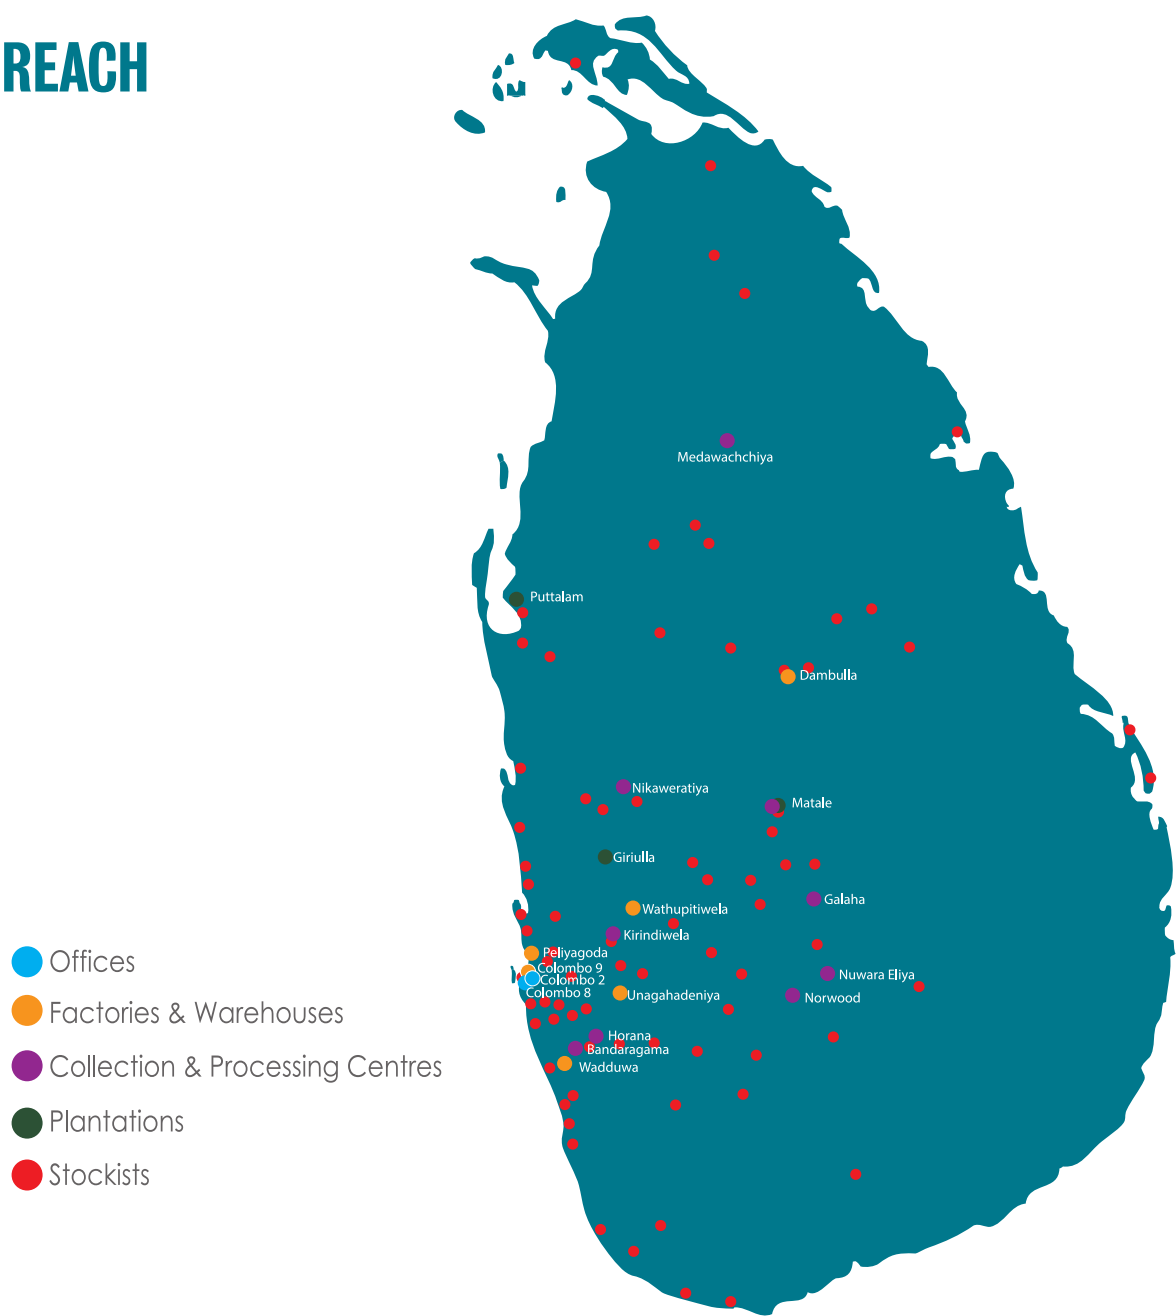 REACH
Medawachchiya
Puttalam
Dambulla
Nikaweratiya
Matale
Giriulla
Galaha
Wathupitiwela
Kirindiwela
Peliyagoda
Colombo 9
Colombo 2
Colombo 8
Nuwara Eliya
Unagahadeniya
Norwood
Horana
Bandaragama
Wadduwa
Offices
Factories & Warehouses
Collection & Processing Centres
Plantations
Stockists